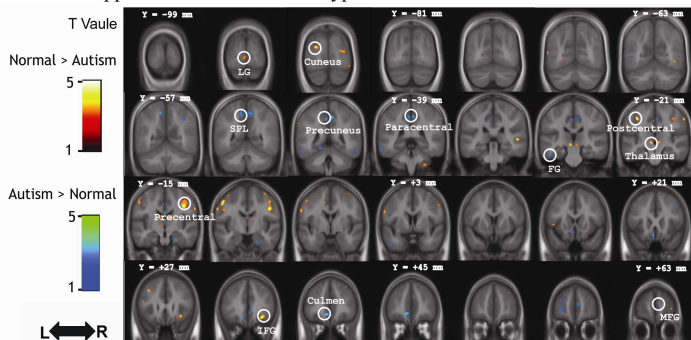 T Vaule
Normal > Autism
5
1
Autism > Normal
5
1
L R
Y = -99 mm
Y = -81 mm
Y = -63 mm
LG
Cuneus
Y = -57 mm
Y = -39 mm
Y = -21 mm
SPL
Precuneus
Paracentral
FG
Postcentral
Thalamus
Y = -15 mm
Y = +3 mm
Y = +21 mm
Precentral
Y = +27 mm
Y = +45 mm
Y = +63 mm
IFG
Culmen
MFG